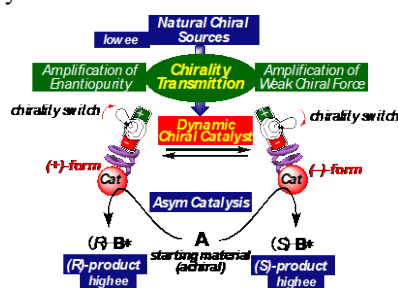 y
Natural Chiral
Sources
low ee
Amplification of
Enantiopurity
Chirality
Transmittion
Amplification of
Weak Chiral Force
chirality switch
Dynamic
Chiral Catalyst
chirality switch
(+)-form
(-)-form
Cat
Cat
Asym Catalysis
(R)-B*
A
(S)-B*
starting material
(achiral)
(R)-product
high ee
(S)-product
high ee